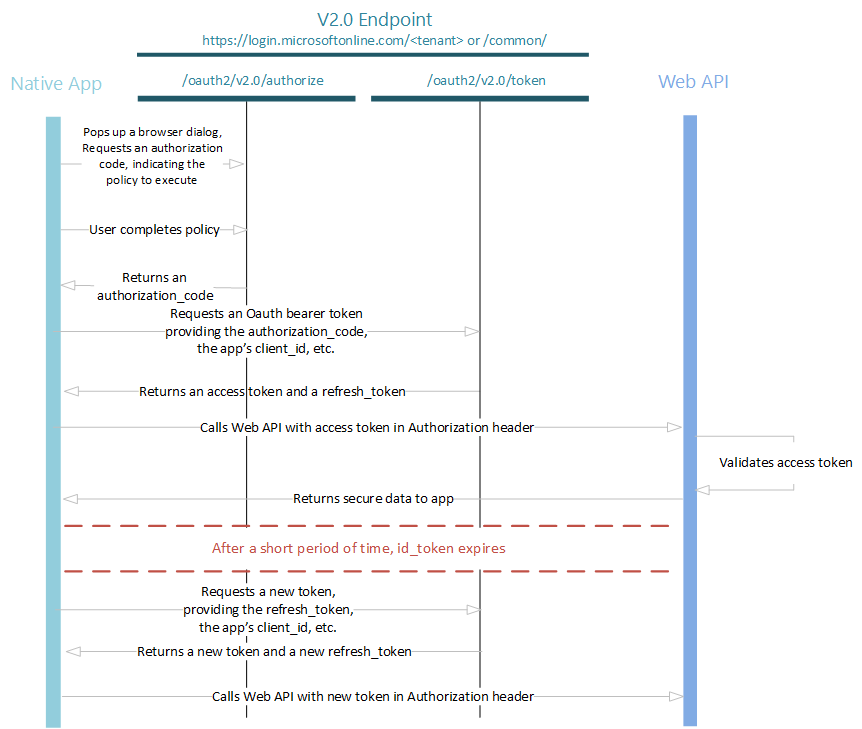 V2.0 Endpoint
https://login.microsoftonline.com/<tenant> or /common/
Native App
/oauth2/v2.0/authorize
/oauth2/v2.0/token
Web API
Pops up a browser dialog,
Requests an authorization
code, indicating the
policy to execute
User completes policy
Returns an
authorization_code
Requests an Oauth bearer token
providing the authorization_code,
the app's client_id, etc.
Returns an access token and a refresh_token
Calls Web API with access token in Authorization header
Validates access token
Returns secure data to app
After a short period of time, id_token expires
Requests a new token,
providing the refresh_token,
the app's client_id, etc.
Returns a new token and a new refresh_token
Calls Web API with new token in Authorization header